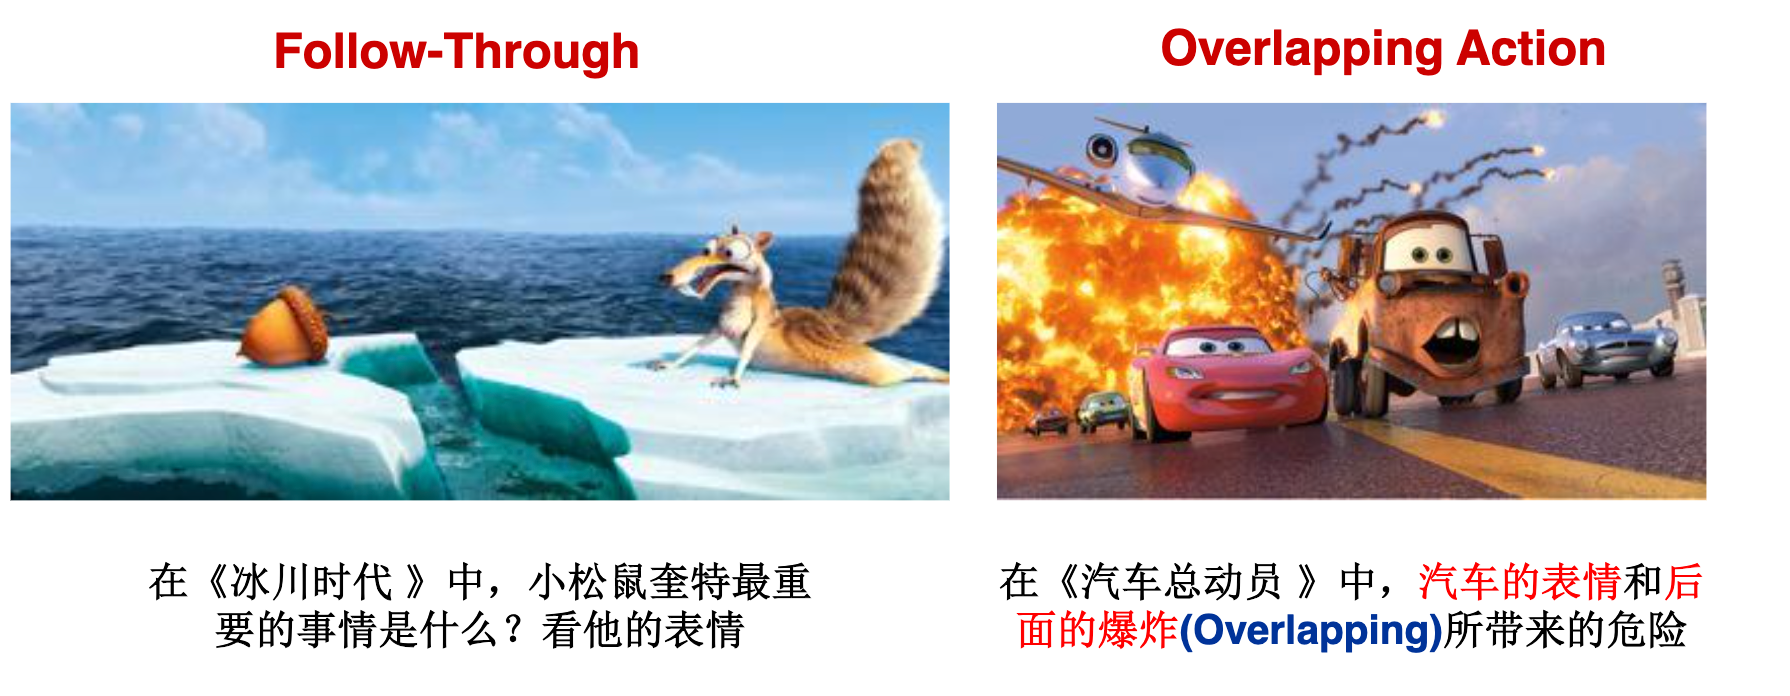 Follow-Through
Overlapping Action
在《冰川时代 》中，小松鼠奎特最重
要的事情是什么？看他的表情
在《汽车总动员 》中，汽车的表情和后
面的爆炸(Overlapping)所带来的危险